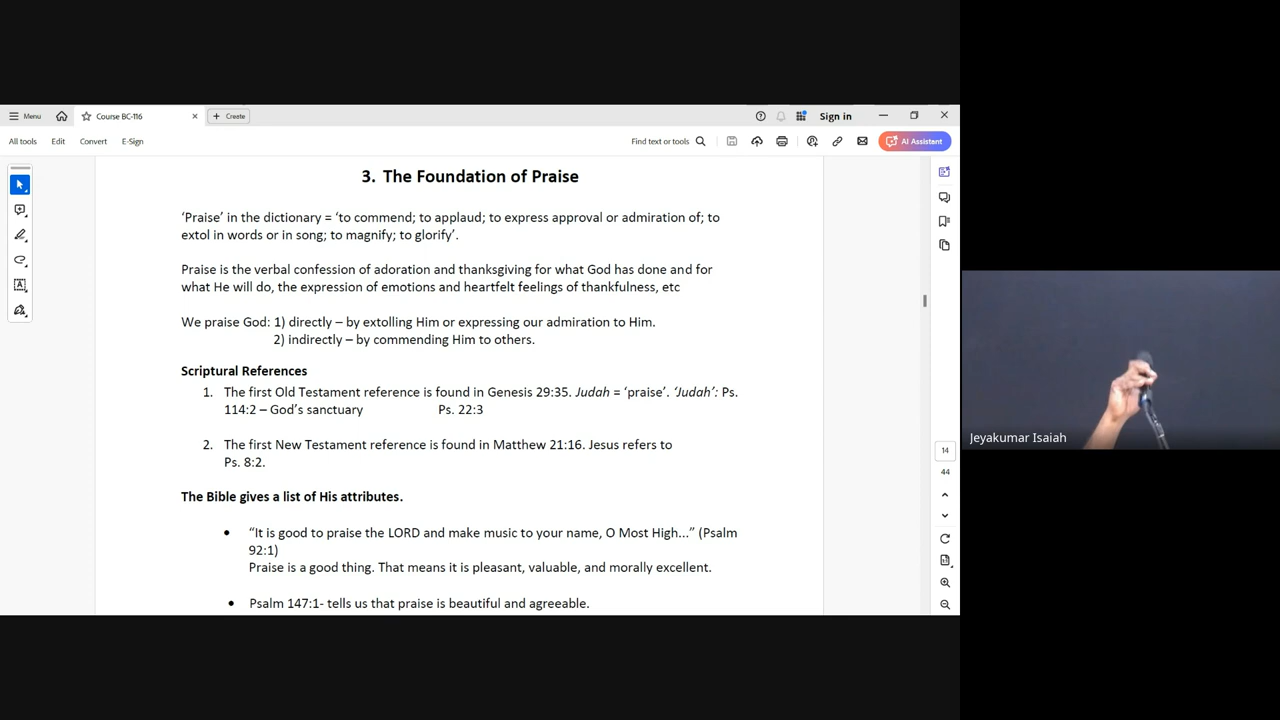 Menu
Course BC-116
Create
Sign in
All tools
Edit
Convert
E-Sign
Find text or tools
AI Assistant
3. The Foundation of Praise
‘Praise’ in the dictionary = ‘to commend; to applaud; to express approval or admiration of; to
extol in words or in song; to magnify; to glorify’.
Praise is the verbal confession of adoration and thanksgiving for what God has done and for
what He will do, the expression of emotions and heartfelt feelings of thankfulness, etc
We praise God: 1) directly – by extolling Him or expressing our admiration to Him.
2) indirectly – by commending Him to others.
Scriptural References
1. The first Old Testament reference is found in Genesis 29:35. Judah = ‘praise’. ‘Judah’: Ps.
114:2 – God’s sanctuary Ps. 22:3
2. The first New Testament reference is found in Matthew 21:16. Jesus refers to
Ps. 8:2.
The Bible gives a list of His attributes.
• “It is good to praise the LORD and make music to your name, O Most High...” (Psalm
92:1)
Praise is a good thing. That means it is pleasant, valuable, and morally excellent.
• Psalm 147:1- tells us that praise is beautiful and agreeable.
14
44
Jeyakumar Isaiah